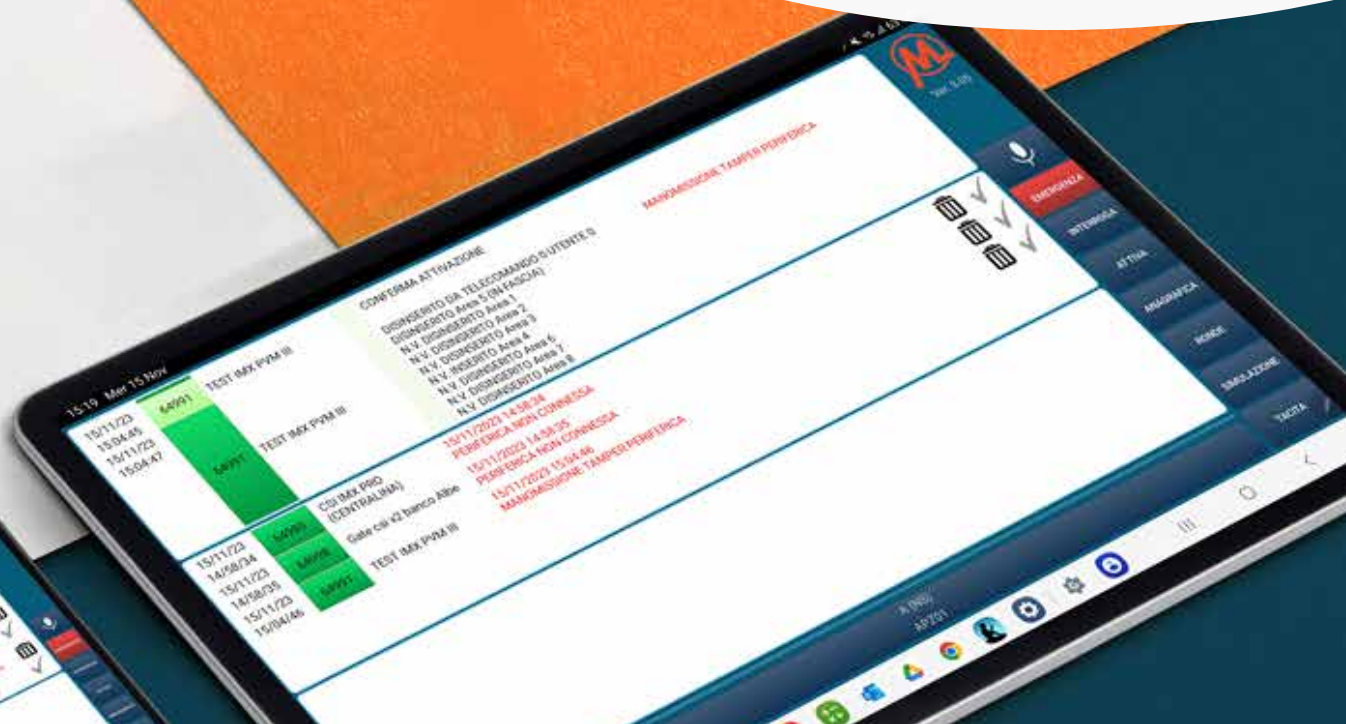 15:19 Mer 15 Nov
63%
Ver. 3.05
15/11/23
15:04:45
64991
TEST IMX PVM III
CONFERMA ATTIVAZIONE
15/11/23
15:04:47
64991
TEST IMX PVM III
DISINSERITO DA TELECOMANDO 0 UTENTE 0
DISINSERITO Area 5 (IN FASCIA)
N.V. DISINSERITO Area 1
N.V. DISINSERITO Area 2
N.V. DISINSERITO Area 3
N.V. INSERITO Area 4
N.V. DISINSERITO Area 6
N.V. DISINSERITO Area 7
N.V. DISINSERITO Area 8
MANOMISSIONE TAMPER PERIFERICA
15/11/23
14/58/34
CSI IMX PRO
(CENTRALINA)
15/11/2023 14:58:34
PERIFERICA NON CONNESSA
15/11/23
14/58/35
64998
Gate csi v2 banco Albe
15/11/2023 14:58:35
PERIFERICA NON CONNESSA
15/11/23
15/04/46
64991
TEST IMX PVM III
15/11/2023 15:04:46
MANOMISSIONE TAMPER PERIFERICA
EMERGENZA
INTERROGA
ATTIVA
ANAGRAFICA
RONDE
SIMULAZIONE
TACITA
APZ01